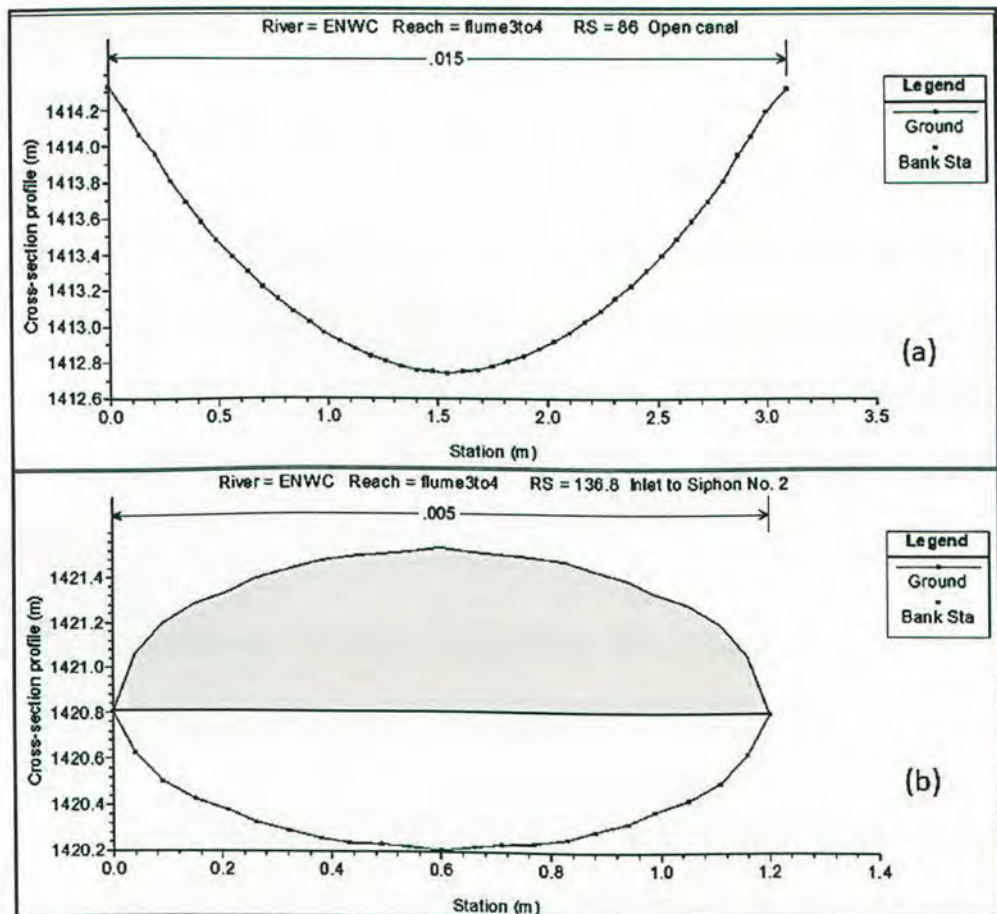 River = ENWC Reach = flume3to4 RS = 86 Open canal
.015
Legend
Ground
Bank Sta
Cross-section profile (m)
1414.2
1414.0
1413.8
1413.6
1413.4
1413.2
1413.0
1412.8
1412.6
0.0 0.5 1.0 1.5 2.0 2.5 3.0 3.5
Station (m)
(a)
River = ENWC Reach = flume3to4 RS = 136.8 Inlet to Siphon No. 2
.005
Legend
Ground
Bank Sta
Cross-section profile (m)
1421.4
1421.2
1421.0
1420.8
1420.6
1420.4
1420.2
0.0 0.2 0.4 0.6 0.8 1.0 1.2 1.4
Station (m)
(b)